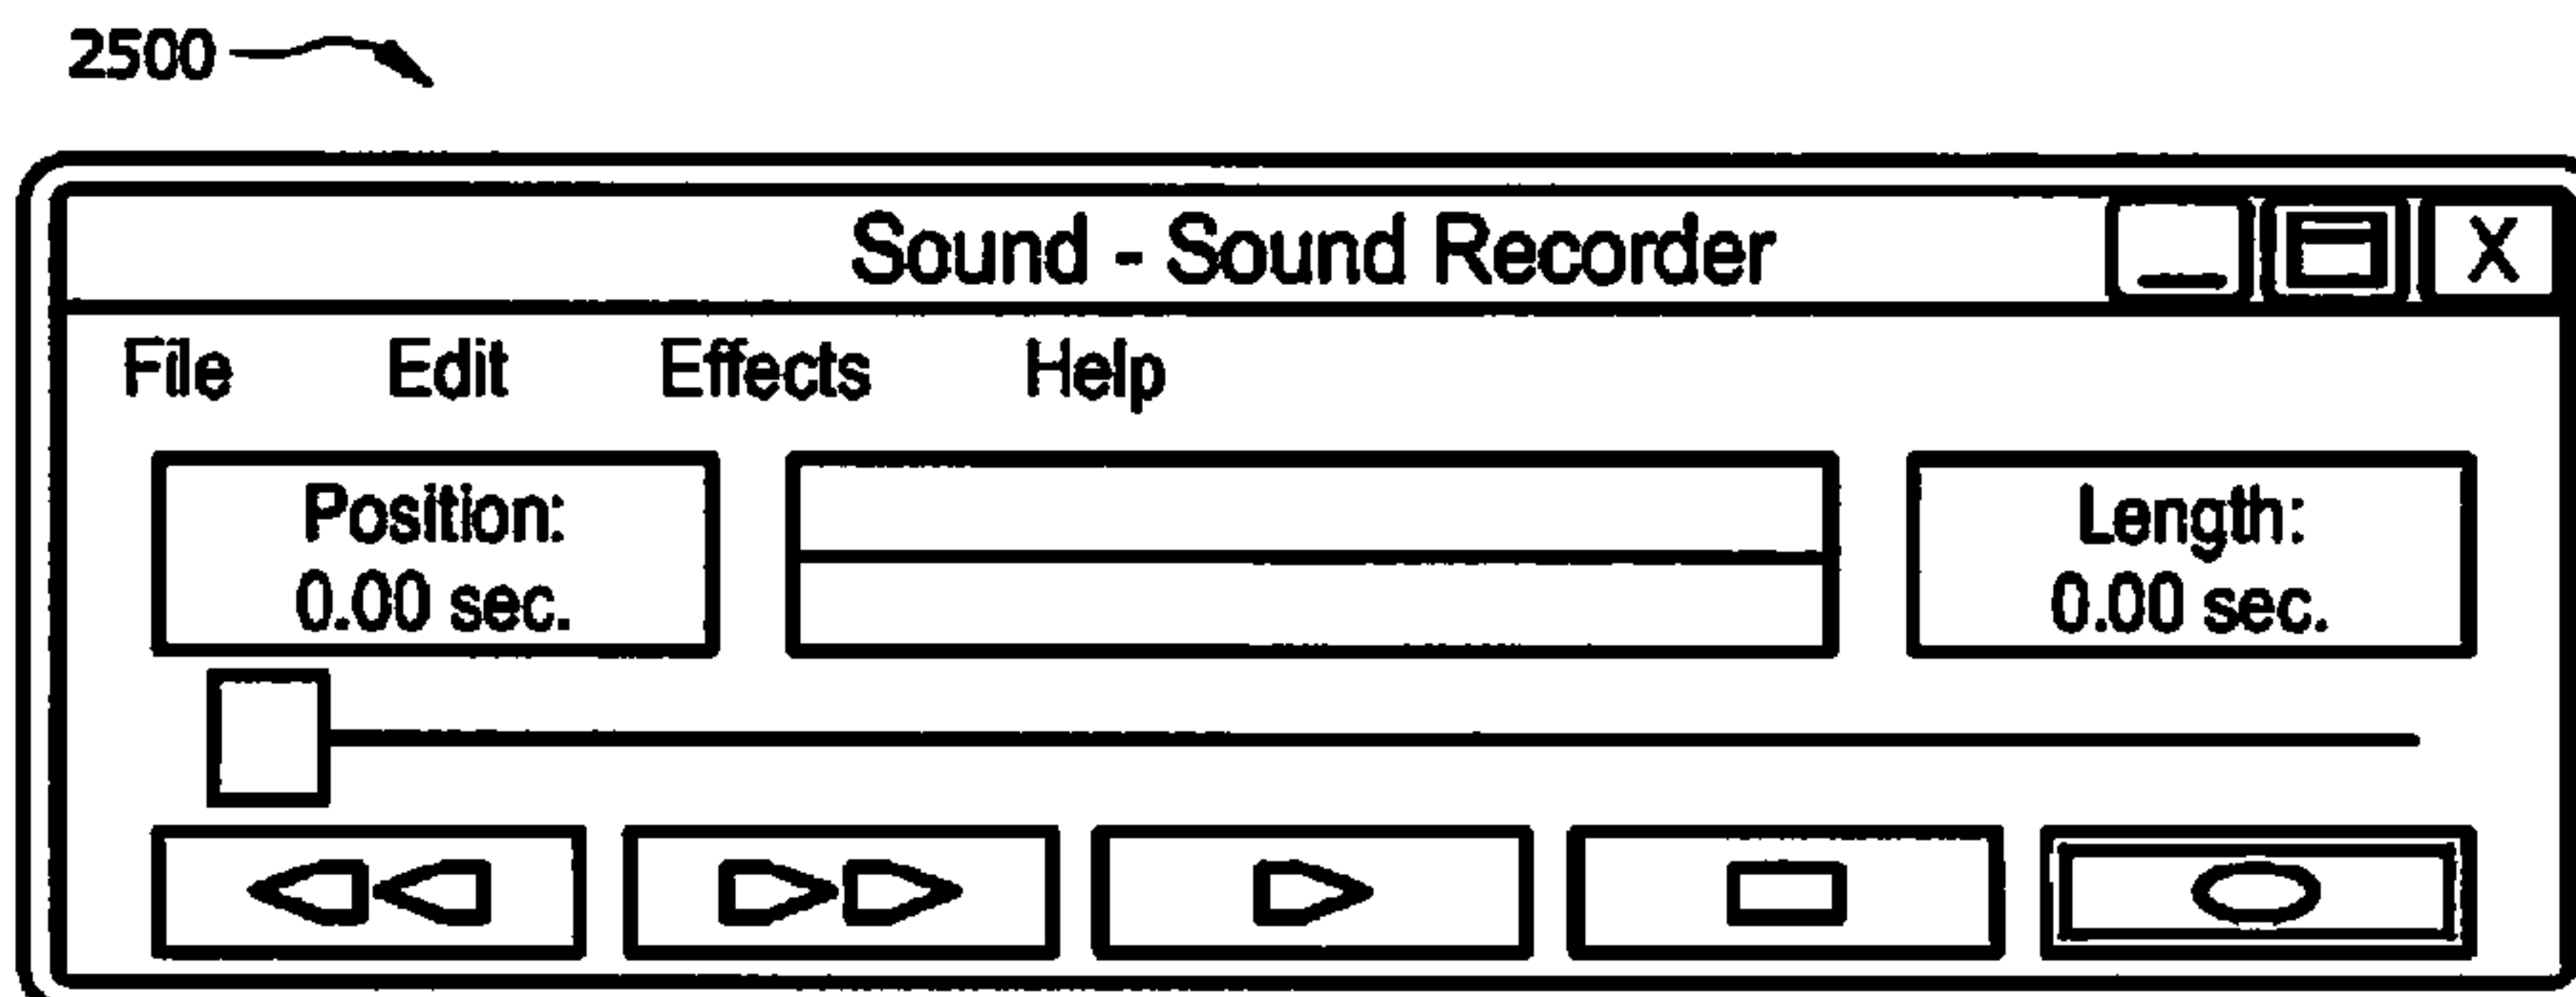 2500
Sound - Sound Recorder X
File Edit Effects Help
Position:
0.00 sec.
Length:
0.00 sec.